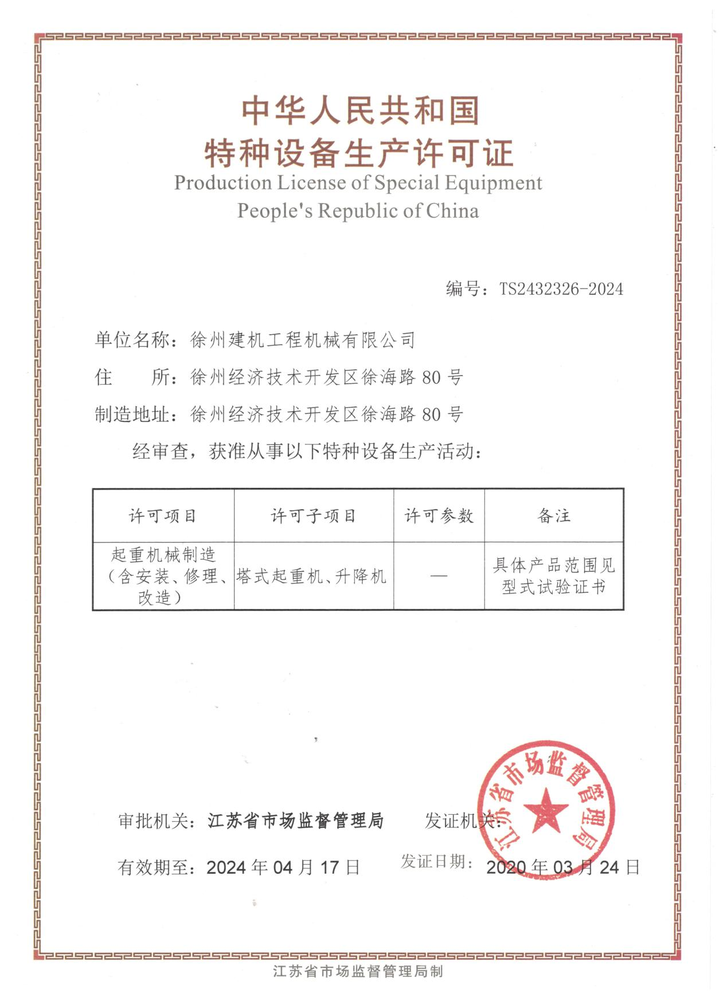 中华人民共和国
特种设备生产许可证
Production License of Special Equipment
People's Republic of China
编号：TS2432326-2024
单位名称：徐州建机工程机械有限公司
住　　所：徐州经济技术开发区徐海路 80 号
制造地址：徐州经济技术开发区徐海路 80 号
经审查，获准从事以下特种设备生产活动：
许可项目 许可子项目 许可参数 备注
起重机械制造
（含安装、修理、
改造）
塔式起重机、升降机
—
具体产品范围见
型式试验证书
江苏省市场监督管理局
审批机关：江苏省市场监督管理局 发证机关：
有效期至：2024 年 04 月 17 日 发证日期：2020 年 03 月 24 日
江苏省市场监督管理局制